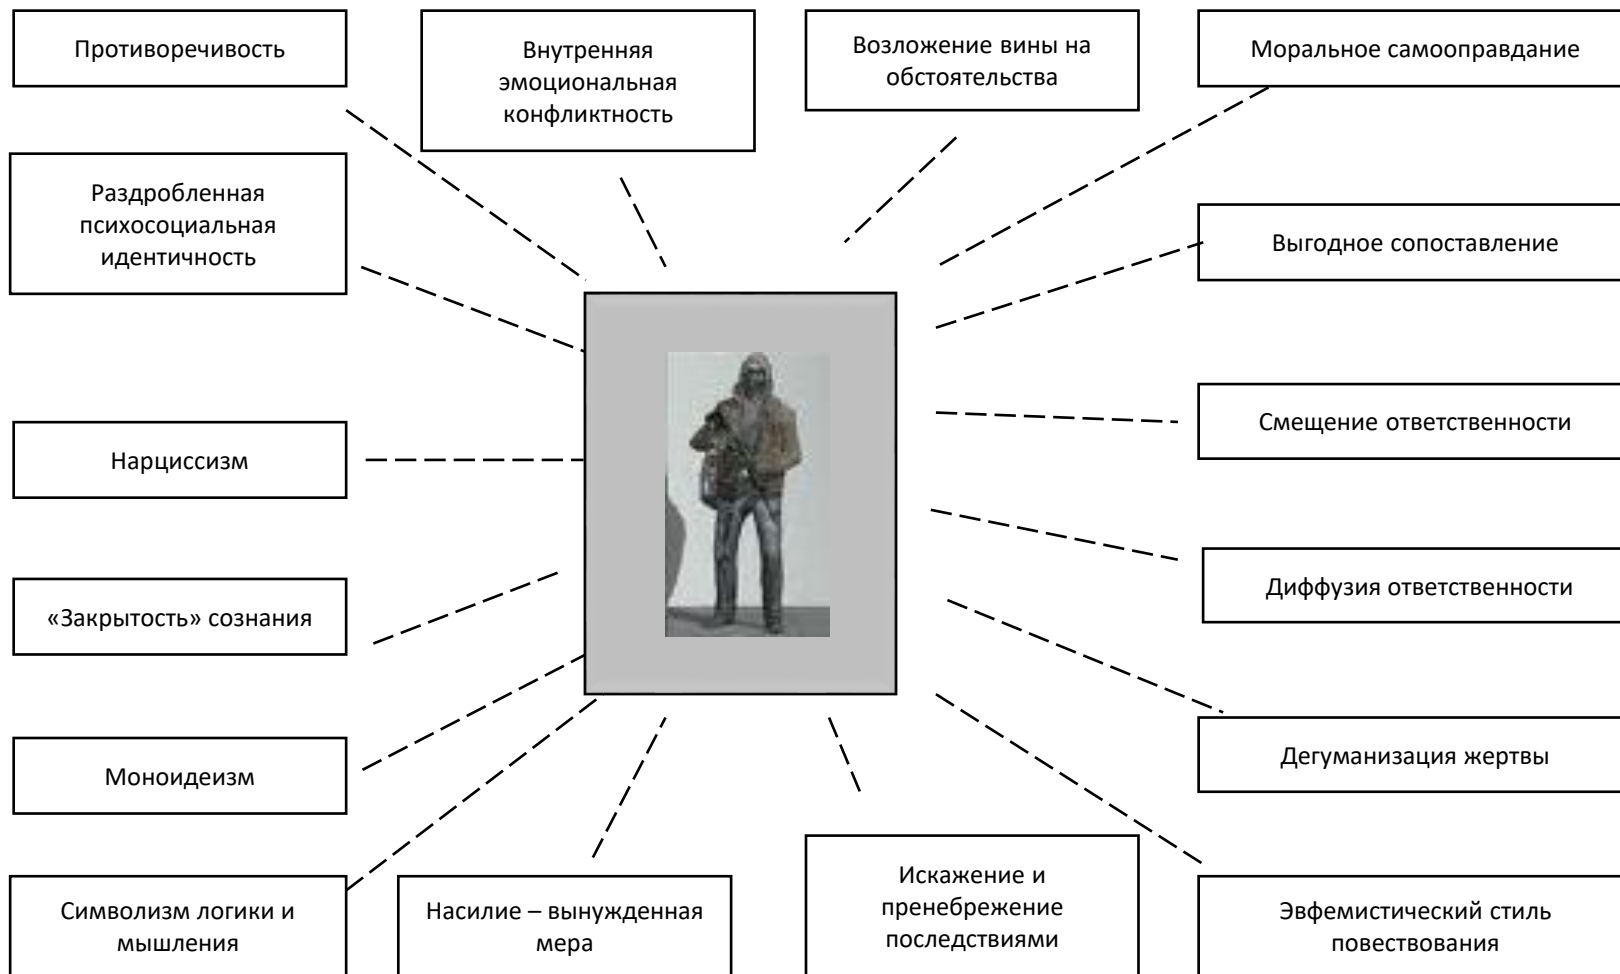 Противоречивость
Внутренняя
эмоциональная
конфликтность
Возложение вины на
обстоятельства
Моральное самооправдание
Раздробленная
психосоциальная
идентичность
Выгодное сопоставление
Нарциссизм
Смещение ответственности
«Закрытость» сознания
Диффузия ответственности
Моноидеизм
Дегуманизация жертвы
Символизм логики и
мышления
Насилие – вынужденная
мера
Искажение и
пренебрежение
последствиями
Эвфемистический стиль
повествования